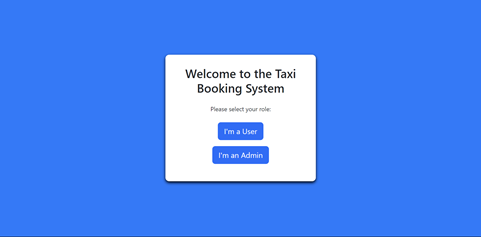 Welcome to the Taxi
Booking System
Please select your role:
I'm a User
I'm an Admin